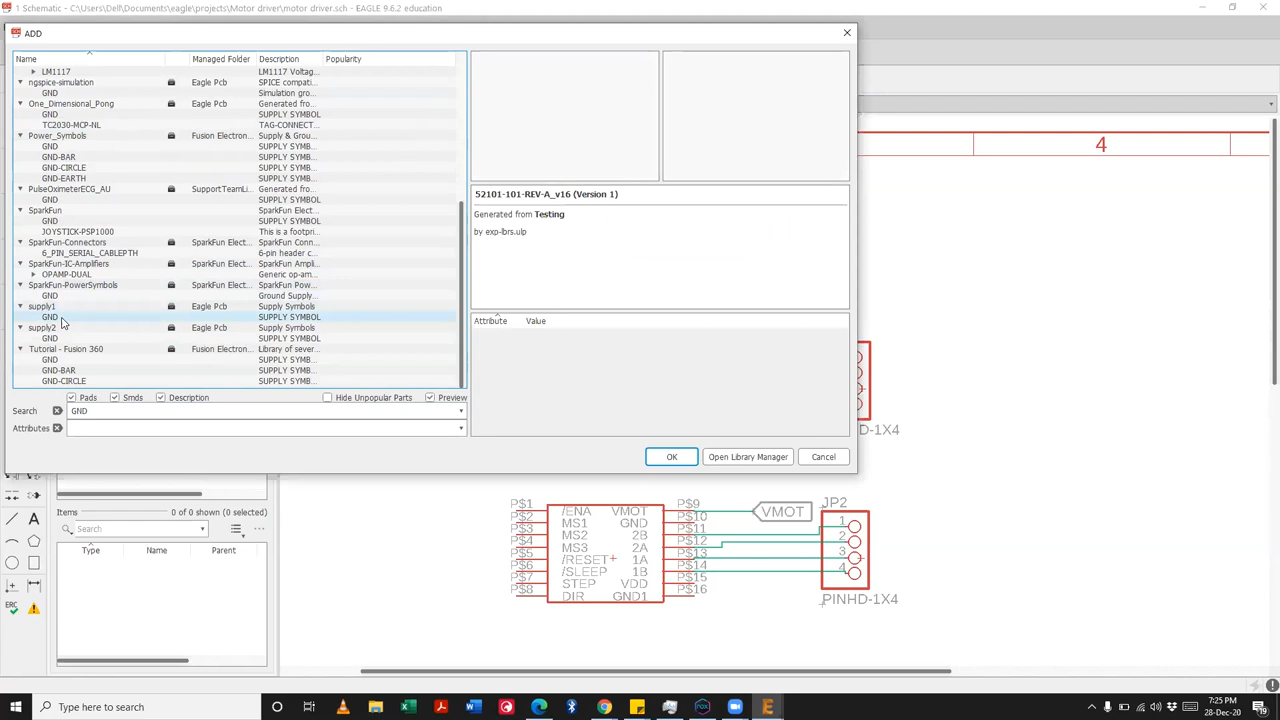 1 Schematic - C:\Users\Dell\Documents\eagle\projects\Motor driver\motor driver.sch - EAGLE 9.6.2 education
ADD
Name Managed Folder Description Popularity
LM1117 LM1117 Voltag...
ngspice-simulation Eagle Pcb SPICE compati...
GND Simulation gro...
One_Dimensional_Pong Eagle Pcb Generated fro...
GND SUPPLY SYMBOL
TC2030-MCP-NL TAG-CONNECT...
Power_Symbols Fusion Electron... Supply & Groun...
GND SUPPLY SYMB...
GND-BAR SUPPLY SYMB...
GND-CIRCLE SUPPLY SYMB...
GND-EARTH SUPPLY SYMB...
PulseOximeterECG_AU SupportTeamLi... Generated fro...
GND SUPPLY SYMBOL
SparkFun SparkFun Elect...
GND SUPPLY SYMBOL
JOYSTICK-PSP1000 This is a footpri...
SparkFun-Connectors SparkFun Elect... SparkFun Conn...
6_PIN_SERIAL_CABLEPTH 6-pin header c...
SparkFun-IC-Amplifiers SparkFun Elect... SparkFun Ampli...
OPAMP-DUAL Generic op-am...
SparkFun-PowerSymbols SparkFun Elect... SparkFun Pow...
GND Ground Supply...
supply1 Eagle Pcb Supply Symbols
GND SUPPLY SYMBOL
supply2 Eagle Pcb Supply Symbols
GND SUPPLY SYMBOL
Tutorial - Fusion 360 Fusion Electron... Library of sever...
GND SUPPLY SYMB...
GND-BAR SUPPLY SYMB...
GND-CIRCLE SUPPLY SYMB...
Pads Smds Description Hide Unpopular Parts Preview
Search GND
Attributes
52101-101-REV-A_v16 (Version 1)
Generated from Testing
by exp-lbrs.ulp
Attribute Value
OK Open Library Manager Cancel
4
D-1X4
Items 0 of 0 shown (0 selected)
Search
Type Name Parent
A
ERC
P$1 /ENA VMOT P$9 VMOT JP2
P$2 MS1 GND P$10 1
P$3 MS2 2B P$11 2
P$4 MS3 2A P$12 3
P$5 /RESET 1A P$13 4
P$6 /SLEEP 1B P$14
P$7 STEP VDD P$15
P$8 DIR GND1 P$16
PINHD-1X4
Type here to search
7:25 PM
28-Dec-20